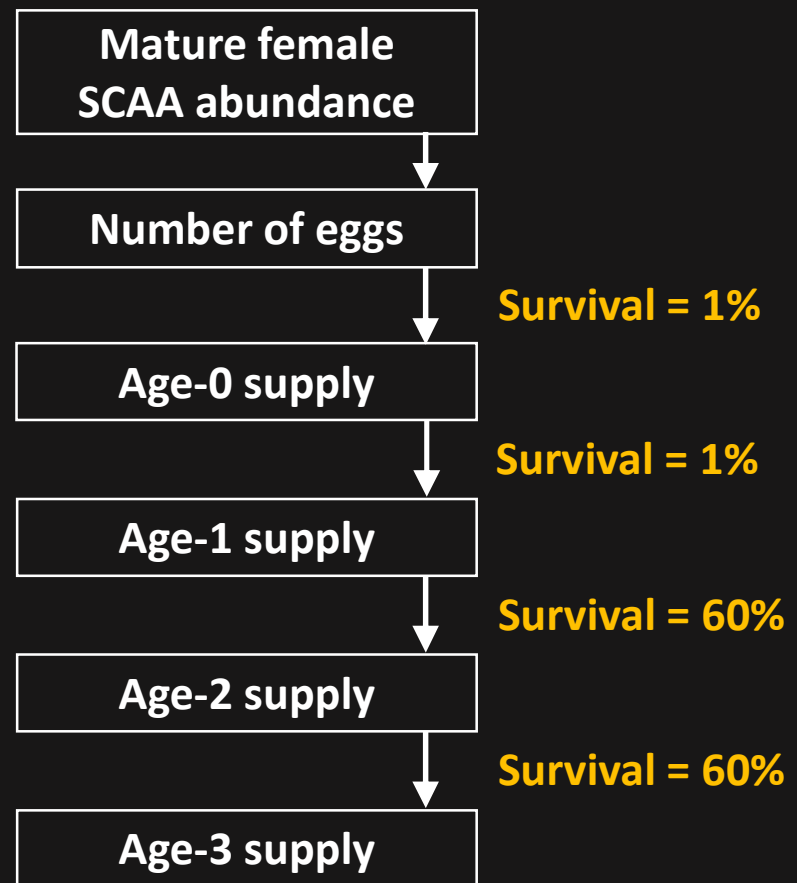 Mature female
SCAA abundance
Number of eggs
Survival = 1%
Age-0 supply
Survival = 1%
Age-1 supply
Survival = 60%
Age-2 supply
Survival = 60%
Age-3 supply